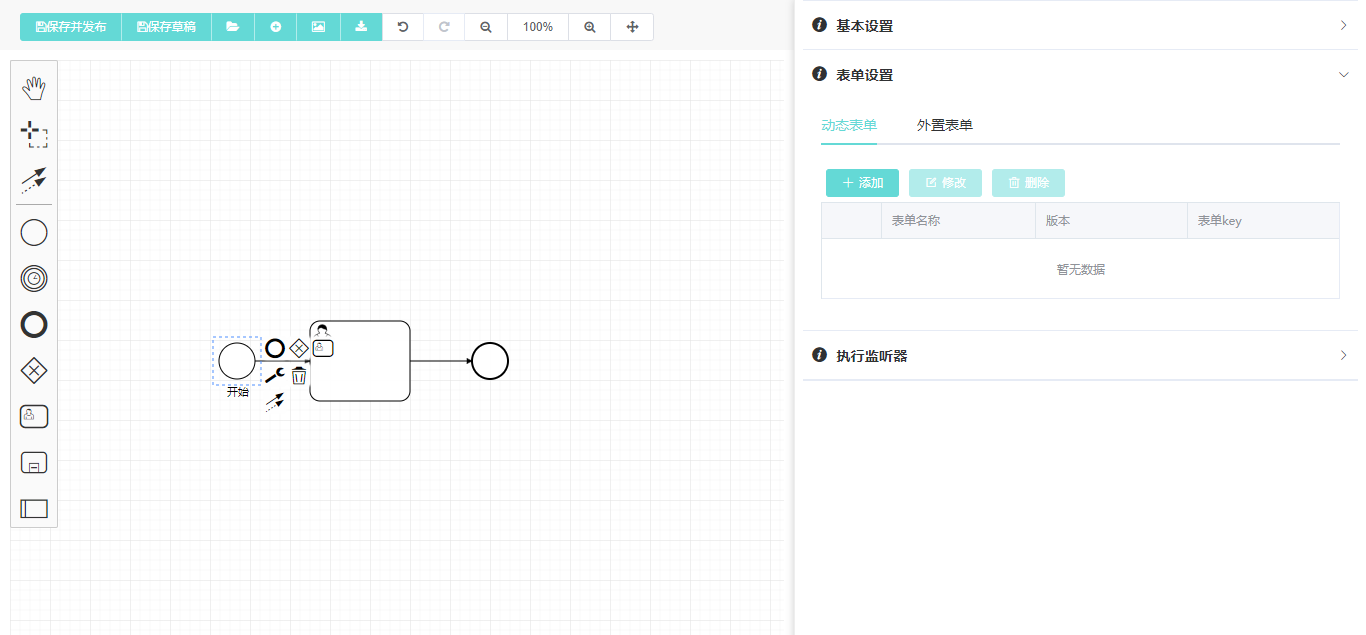 保存并发布 保存草稿 100%
基本设置
表单设置
动态表单 外置表单
添加 修改 删除
表单名称 版本 表单key
暂无数据
开始
执行监听器